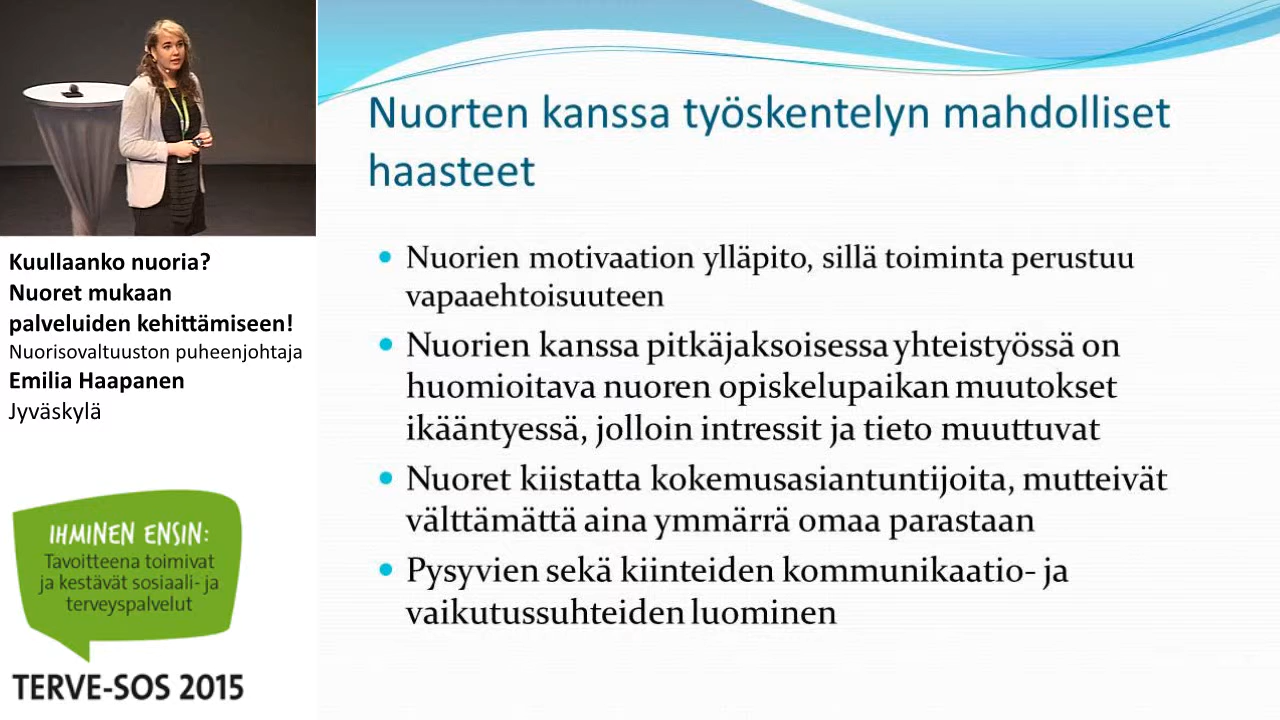 Kuullaanko nuoria?
Nuoret mukaan
palveluiden kehittämiseen!
Nuorisovaltuuston puheenjohtaja
Emilia Haapanen
Jyväskylä
IHMINEN ENSIN:
Tavoitteena toimivat
ja kestävät sosiaali- ja
terveyspalvelut
TERVE-SOS 2015
Nuorten kanssa työskentelyn mahdolliset
haasteet
Nuorien motivaation ylläpito, sillä toiminta perustuu
vapaaehtoisuuteen
Nuorien kanssa pitkäjaksoisessa yhteistyössä on
huomioitava nuoren opiskelupaikan muutokset
ikääntyessä, jolloin intressit ja tieto muuttuvat
Nuoret kiistatta kokemusasiantuntijoita, mutteivät
välttämättä aina ymmärrä omaa parastaan
Pysyvien sekä kiinteiden kommunikaatio- ja
vaikutussuhteiden luominen